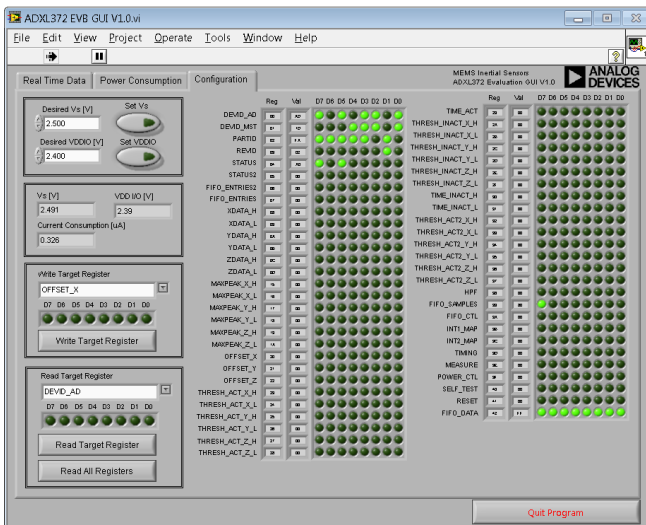 ADXL372 EVB GUI V1.0.vi
File Edit View Project Operate Tools Window Help
Real Time Data Power Consumption Configuration
MEMS Inertial Sensors
ADXL372 Evaluation GUI V1.0
ANALOG DEVICES
Desired Vs [V] Set Vs
2.500
Desired VDDIO [V] Set VDDIO
2.400
Vs [V] VDD I/O [V]
2.491 2.39
Current Consumption [uA]
0.326
Write Target Register
OFFSET_X
D7 D6 D5 D4 D3 D2 D1 D0
Write Target Register
Read Target Register
DEVID_AD
D7 D6 D5 D4 D3 D2 D1 D0
Read Target Register
Read All Registers
Reg Val D7 D6 D5 D4 D3 D2 D1 D0
DEVID_AD
DEVID_MST
PARTID
REVID
STATUS
STATUS2
FIFO_ENTRIES2
FIFO_ENTRIES
XDATA_H
XDATA_L
YDATA_H
YDATA_L
ZDATA_H
ZDATA_L
MAXPEAK_X_H
MAXPEAK_X_L
MAXPEAK_Y_H
MAXPEAK_Y_L
MAXPEAK_Z_H
MAXPEAK_Z_L
OFFSET_X
OFFSET_Y
OFFSET_Z
THRESH_ACT_X_H
THRESH_ACT_X_L
THRESH_ACT_Y_H
THRESH_ACT_Y_L
THRESH_ACT_Z_H
THRESH_ACT_Z_L
Reg Val D7 D6 D5 D4 D3 D2 D1 D0
TIME_ACT
THRESH_INACT_X_H
THRESH_INACT_X_L
THRESH_INACT_Y_H
THRESH_INACT_Y_L
THRESH_INACT_Z_H
THRESH_INACT_Z_L
TIME_INACT_H
TIME_INACT_L
THRESH_ACT2_X_H
THRESH_ACT2_X_L
THRESH_ACT2_Y_H
THRESH_ACT2_Y_L
THRESH_ACT2_Z_H
THRESH_ACT2_Z_L
HPF
FIFO_SAMPLES
FIFO_CTL
INT1_MAP
INT2_MAP
TIMING
MEASURE
POWER_CTL
SELF_TEST
RESET
FIFO_DATA
Quit Program